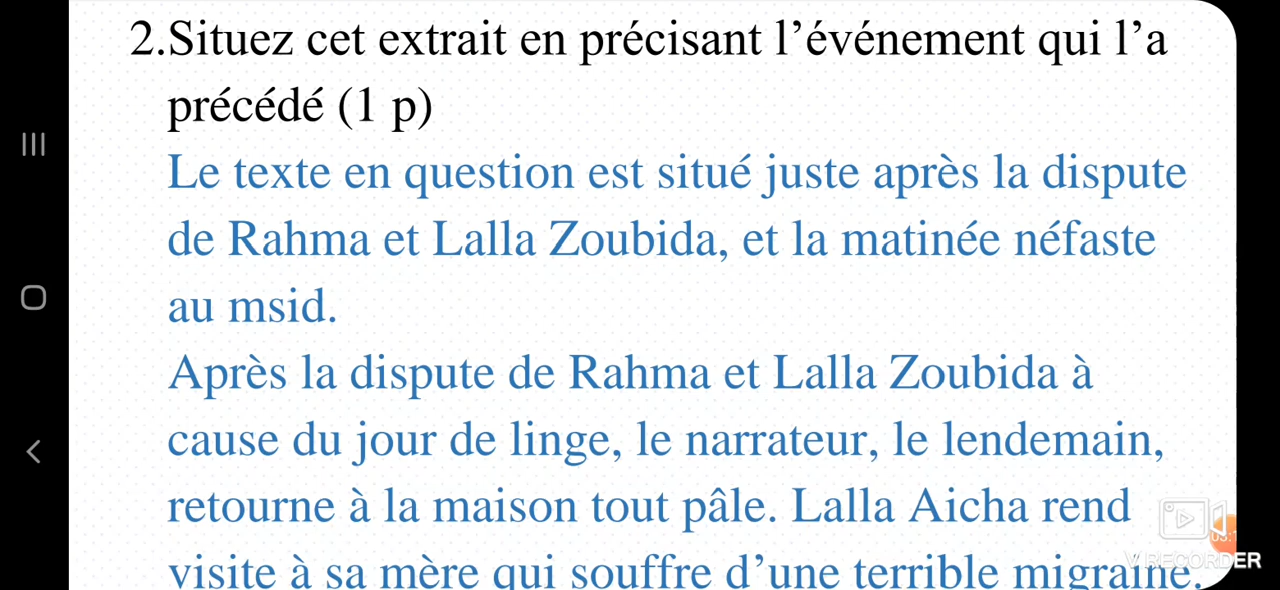 2.Situez cet extrait en précisant l’événement qui l’a
précédé (1 p)
Le texte en question est situé juste après la dispute
de Rahma et Lalla Zoubida, et la matinée néfaste
au msid.
Après la dispute de Rahma et Lalla Zoubida à
cause du jour de linge, le narrateur, le lendemain,
retourne à la maison tout pâle. Lalla Aicha rend
visite à sa mère qui souffre d’une terrible migraine.
V RECORDER